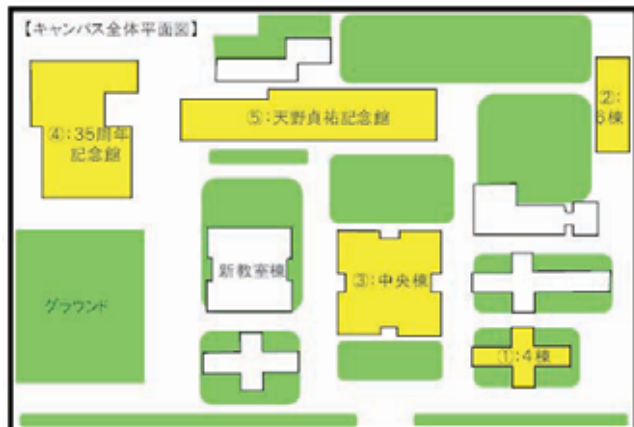 【キャンパス全体平面図】
②:
6棟
④:35周年
記念館
⑤:天野貞祐記念館
新教室棟
③:中央棟
グラウンド
①:4棟